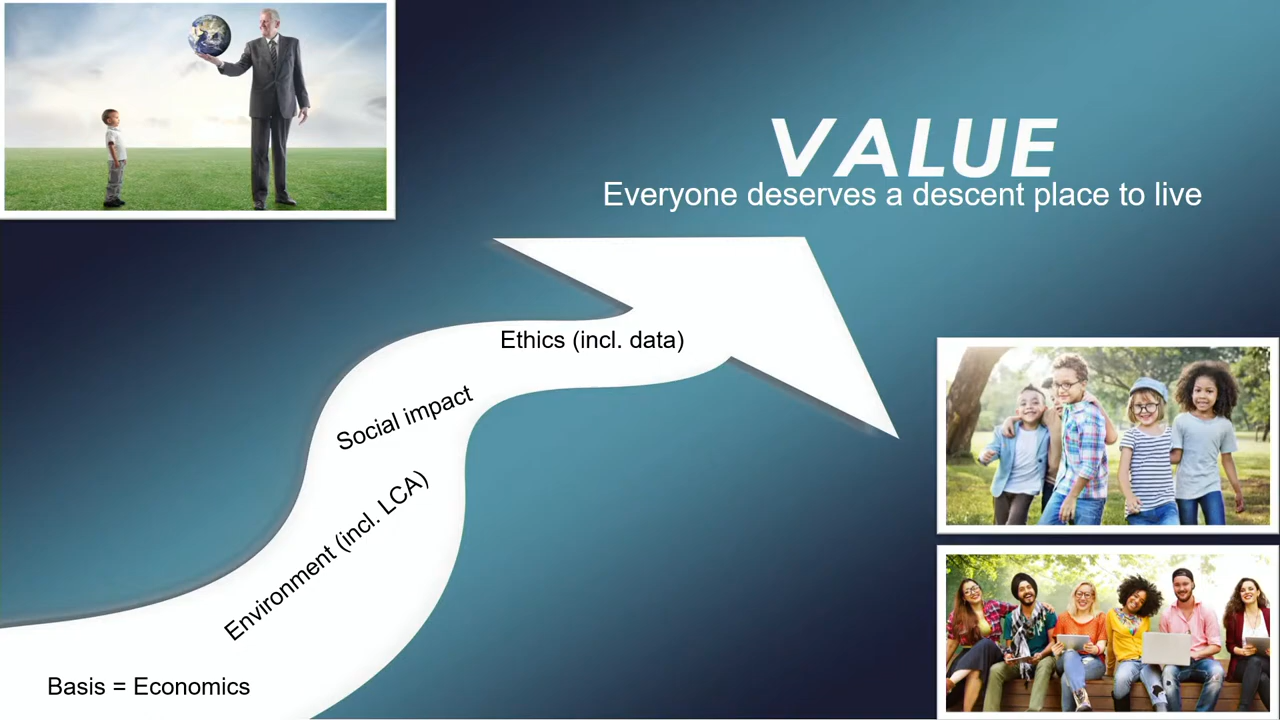 VALUE
Everyone deserves a descent place to live
Ethics (incl. data)
Social impact
Environment (incl. LCA)
Basis = Economics